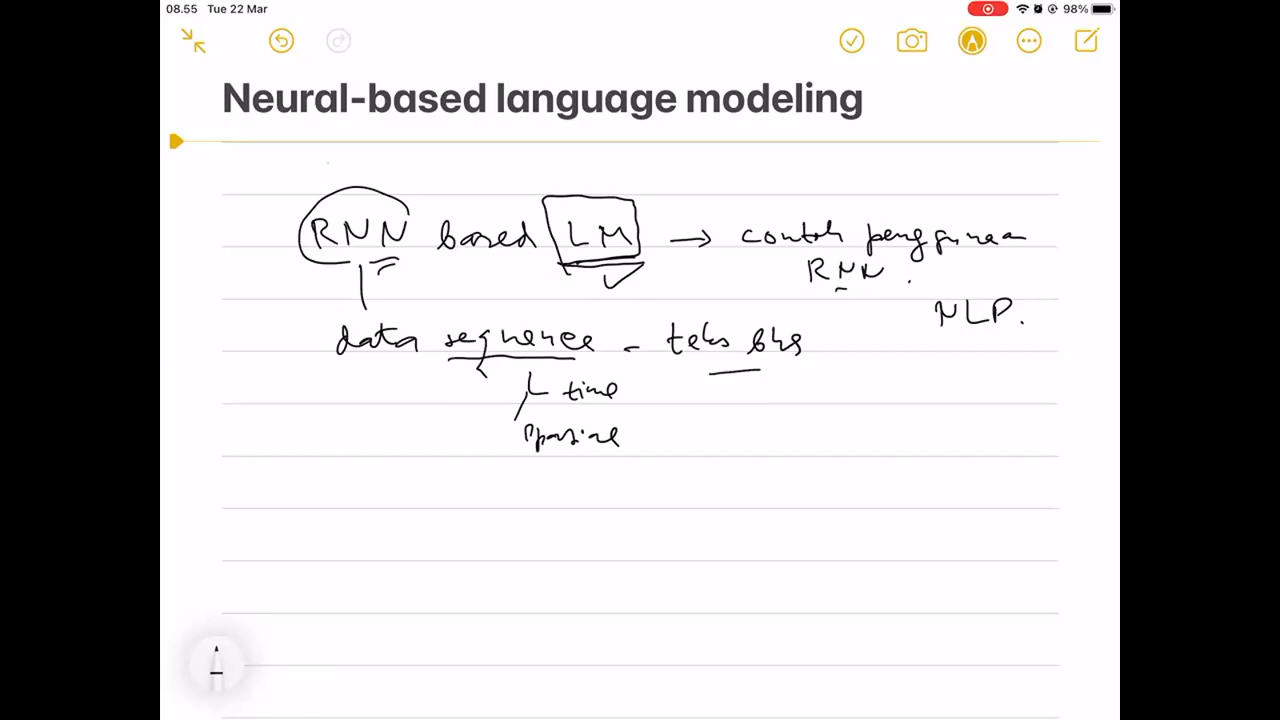 08.55 Tue 22 Mar 98%
Neural-based language modeling
RNN based LM → contoh penggunaan
RNN.
NLP.
data sequence - teks bhs
time
spasial